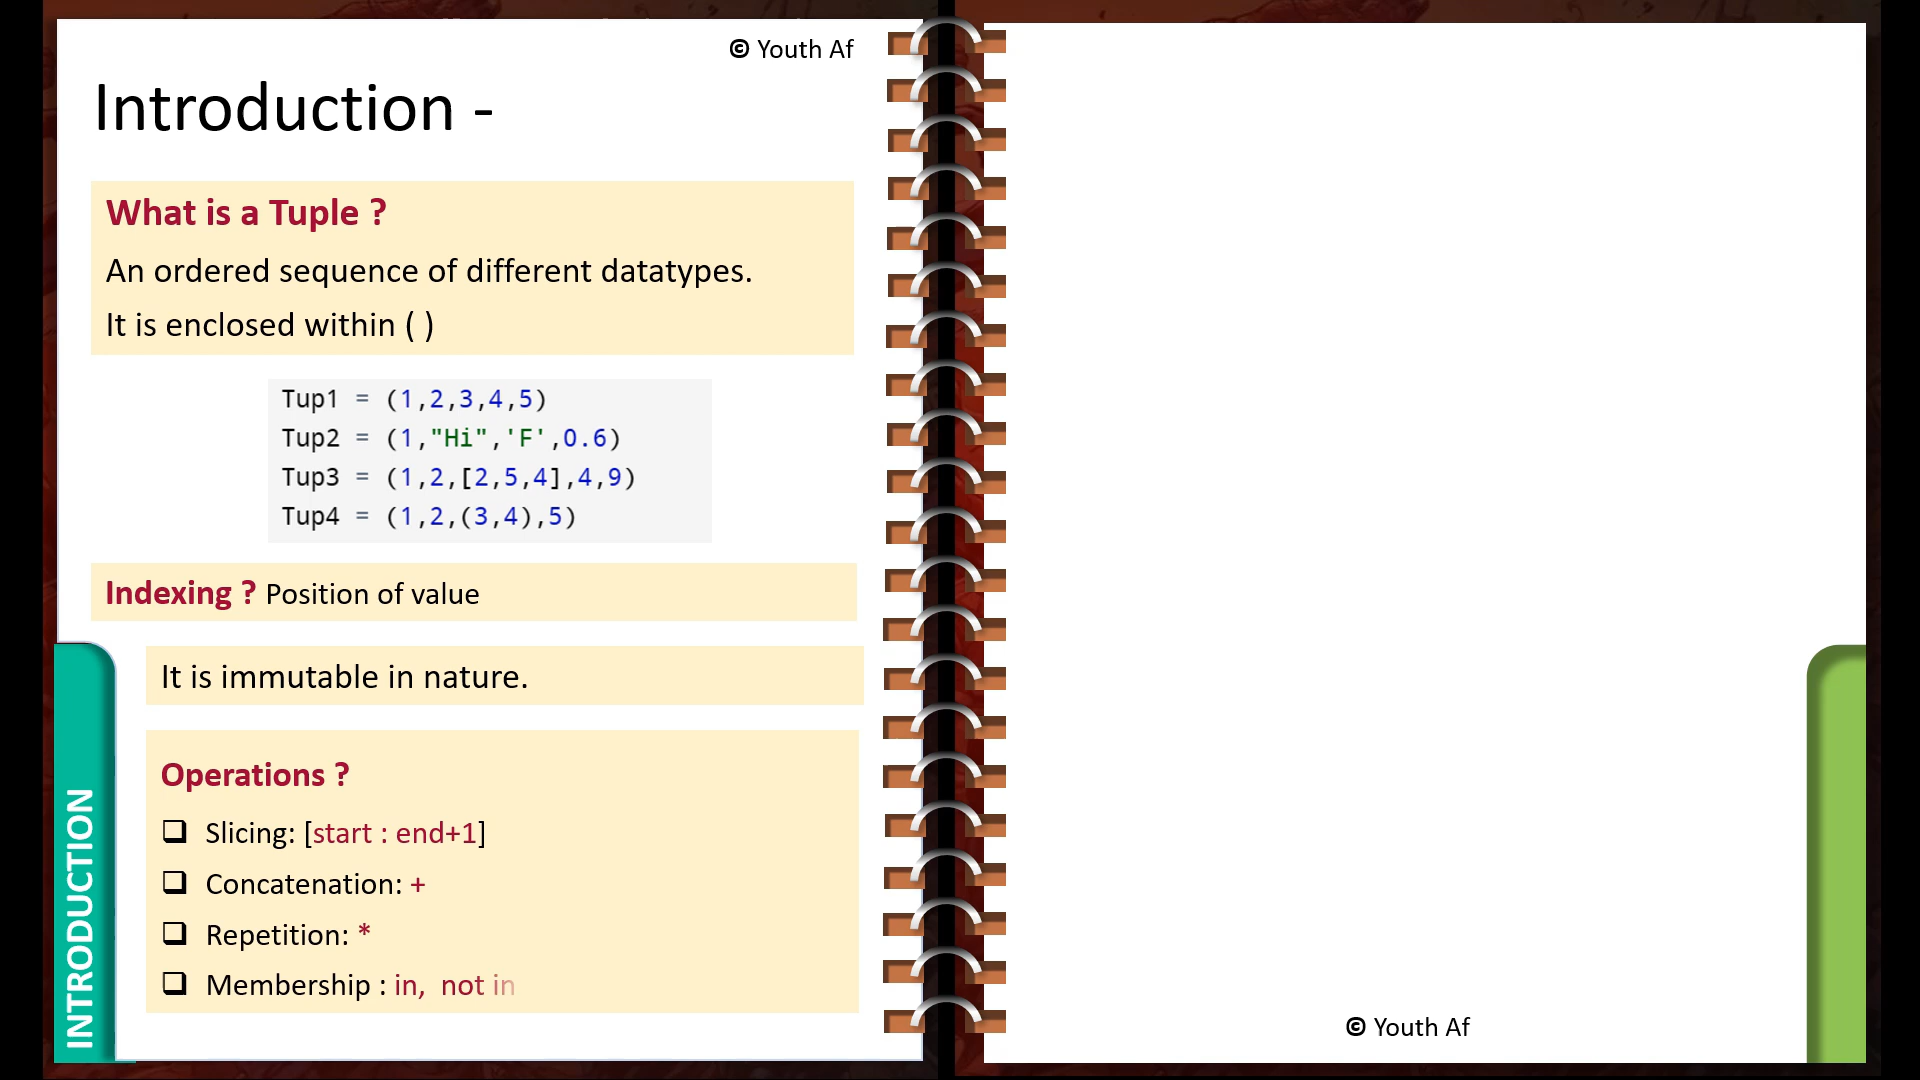 © Youth Af
Introduction -
What is a Tuple ?
An ordered sequence of different datatypes.
It is enclosed within ( )
Tup1 = (1,2,3,4,5)
Tup2 = (1,"Hi",'F',0.6)
Tup3 = (1,2,[2,5,4],4,9)
Tup4 = (1,2,(3,4),5)
Indexing ? Position of value
It is immutable in nature.
Operations ?
❑ Slicing: [start : end+1]
❑ Concatenation: +
❑ Repetition: *
❑ Membership : in, not in
INTRODUCTION
© Youth Af